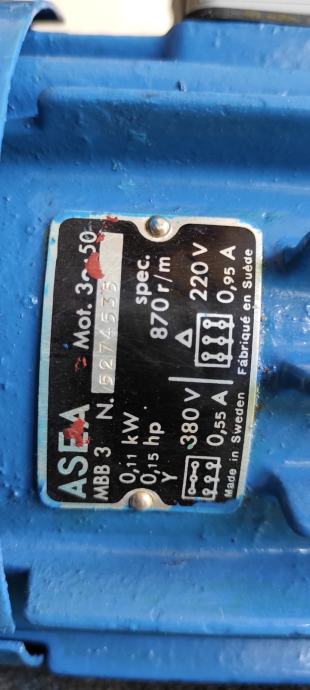 ASEA Mot. 3~50
MBB 3 N. 5274535
0,11 kW spec.
0,15 hp 870 r/m
Y 380 V Δ 220 V
0,55 A 0,95 A
Made in Sweden Fabriqué en Suède